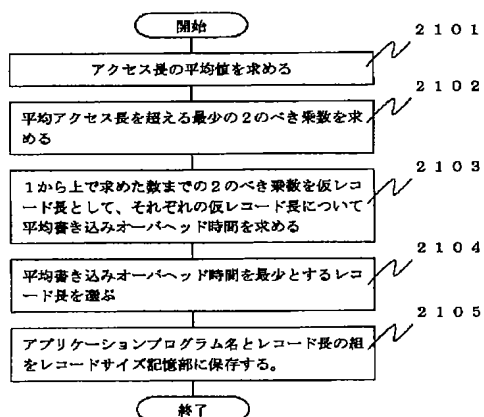 開始
2101
アクセス長の平均値を求める
2102
平均アクセス長を超える最少の2のべき乗数を求
める
2103
1から上で求めた数までの2のべき乗数を仮レコ
ード長として、それぞれの仮レコード長について
平均書き込みオーバヘッド時間を求める
2104
平均書き込みオーバヘッド時間を最少とするレコ
ード長を選ぶ
2105
アプリケーションプログラム名とレコード長の組
をレコードサイズ記憶部に保存する。
終了